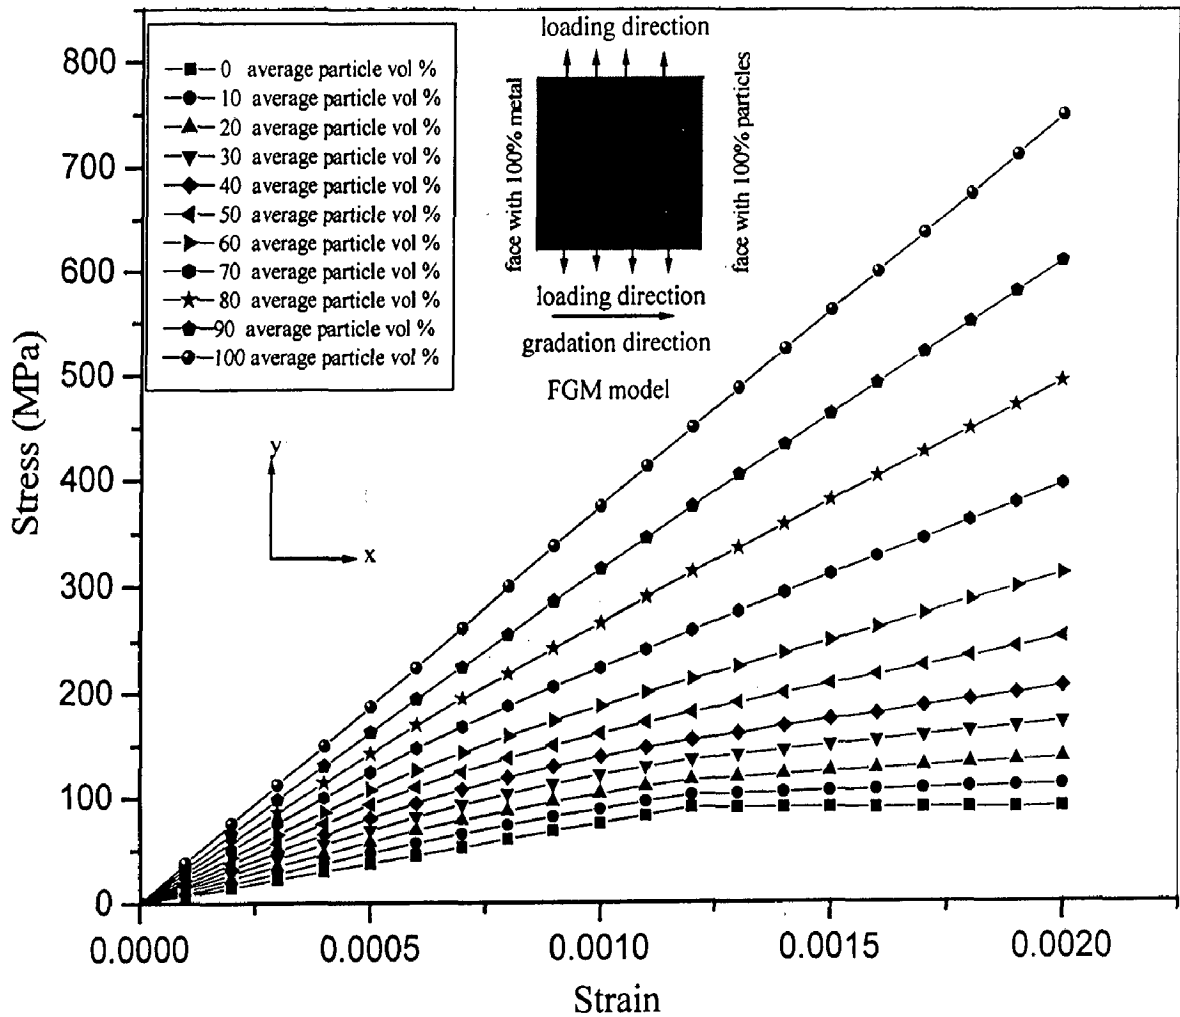 800
700
600
500
400
300
200
100
0
Stress (MPa)
0 average particle vol %
10 average particle vol %
20 average particle vol %
30 average particle vol %
40 average particle vol %
50 average particle vol %
60 average particle vol %
70 average particle vol %
80 average particle vol %
90 average particle vol %
100 average particle vol %
loading direction
face with 100% metal
face with 100% particles
loading direction
gradation direction
FGM model
y
x
0.0000
0.0005
0.0010
0.0015
0.0020
Strain